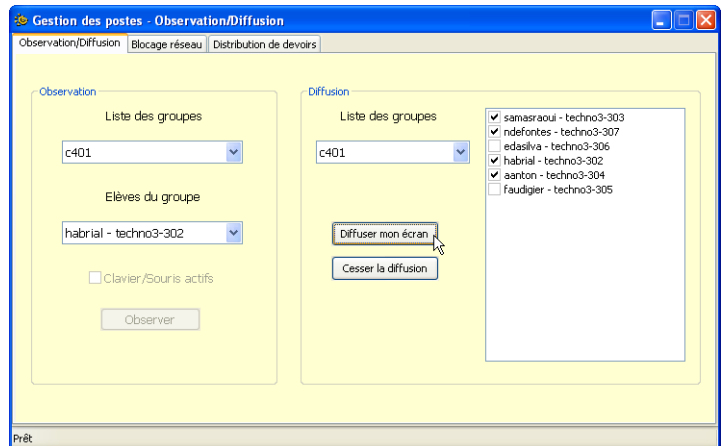 Gestion des postes - Observation/Diffusion
Observation/Diffusion
Blocage réseau
Distribution de devoirs
Observation
Liste des groupes
c401
Elèves du groupe
habrial - techno3-302
Clavier/Souris actifs
Observer
Diffusion
Liste des groupes
c401
Diffuser mon écran
Cesser la diffusion
samasraoui - techno3-303
ndefontes - techno3-307
edasilva - techno3-306
habrial - techno3-302
aanton - techno3-304
faudigier - techno3-305
Prêt